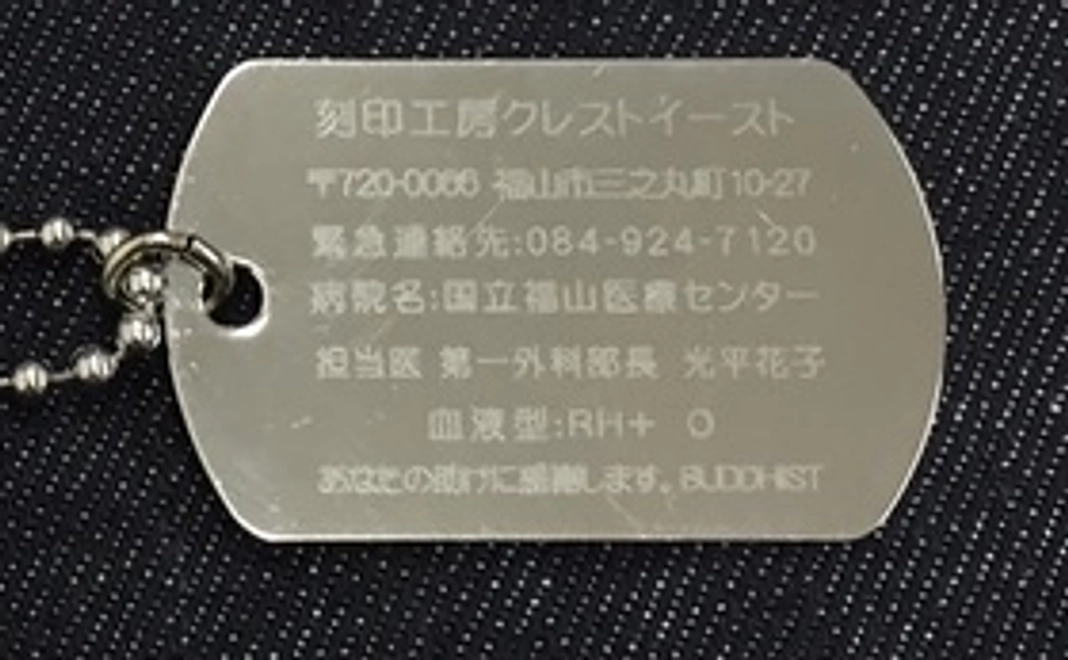 刻印工房クレストイースト
〒720-0066 福山市三之丸町10-27
緊急連絡先:084-924-7120
病院名:国立福山医療センター
担当医 第一外科部長 光平花子
血液型:RH+ O
あなたの助けに感謝します。BUDDHIST